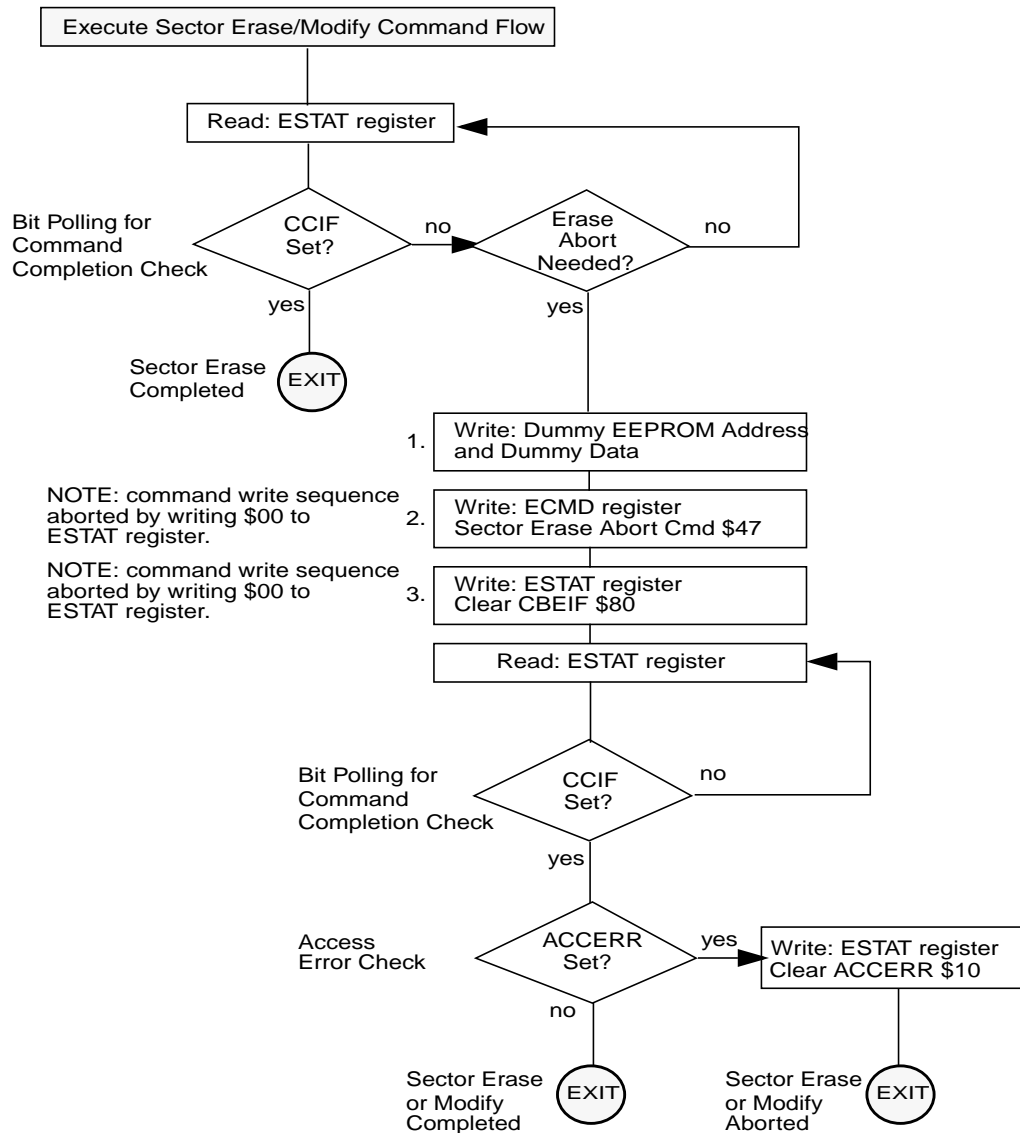 Execute Sector Erase/Modify Command Flow
Read: ESTAT register
Bit Polling for
Command
Completion Check
CCIF
Set?
no
Erase
Abort
Needed?
no
yes
yes
Sector Erase
Completed
EXIT
1.
Write: Dummy EEPROM Address
and Dummy Data
NOTE: command write sequence
aborted by writing $00 to
ESTAT register.
2.
Write: ECMD register
Sector Erase Abort Cmd $47
NOTE: command write sequence
aborted by writing $00 to
ESTAT register.
3.
Write: ESTAT register
Clear CBEIF $80
Read: ESTAT register
Bit Polling for
Command
Completion Check
CCIF
Set?
no
yes
Access
Error Check
ACCERR
Set?
yes
Write: ESTAT register
Clear ACCERR $10
no
Sector Erase
or Modify
Completed
EXIT
Sector Erase
or Modify
Aborted
EXIT